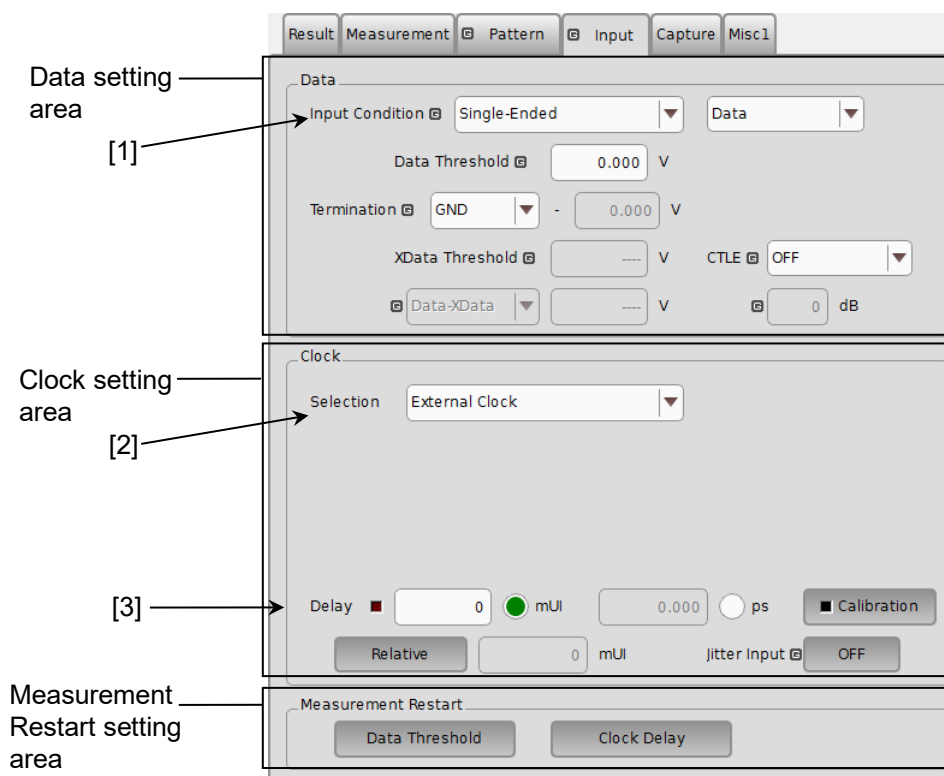 Result Measurement G Pattern G Input Capture Misc1
Data setting
area
Data
Input Condition G Single-Ended Data
[1]
Data Threshold G 0.000 V
Termination G GND - 0.000 V
XData Threshold G ---- V CTLE G OFF
G Data-XData ---- V G 0 dB
Clock setting
area
Clock
Selection External Clock
[2]
[3]
Delay 0 mUI 0.000 ps Calibration
Relative 0 mUI Jitter Input G OFF
Measurement
Restart setting
area
Measurement Restart
Data Threshold Clock Delay